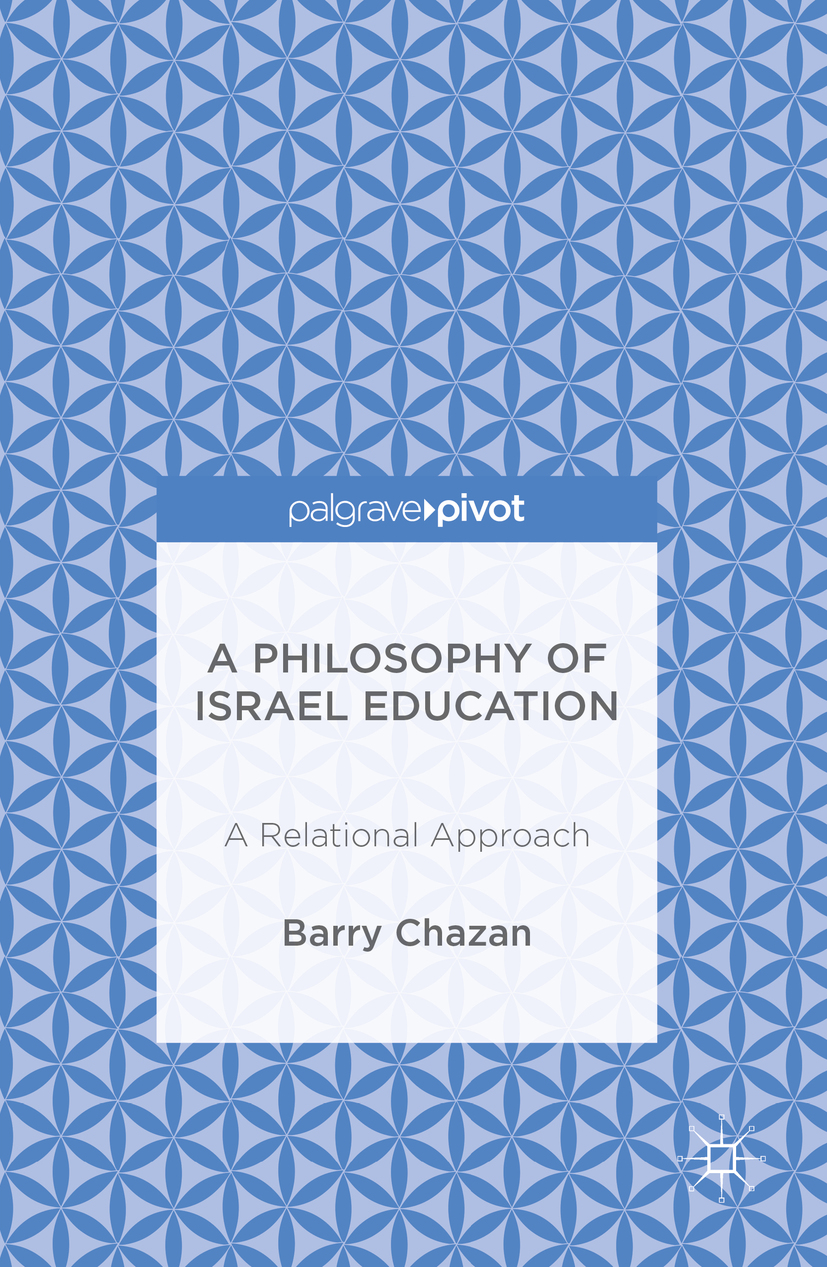 palgrave pivot
A PHILOSOPHY OF
ISRAEL EDUCATION
A Relational Approach
Barry Chazan